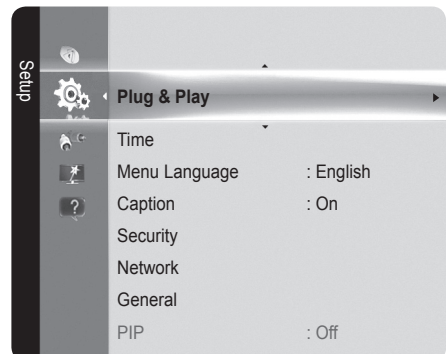 Setup
Plug & Play
Time
Menu Language : English
Caption : On
Security
Network
General
PIP : Off